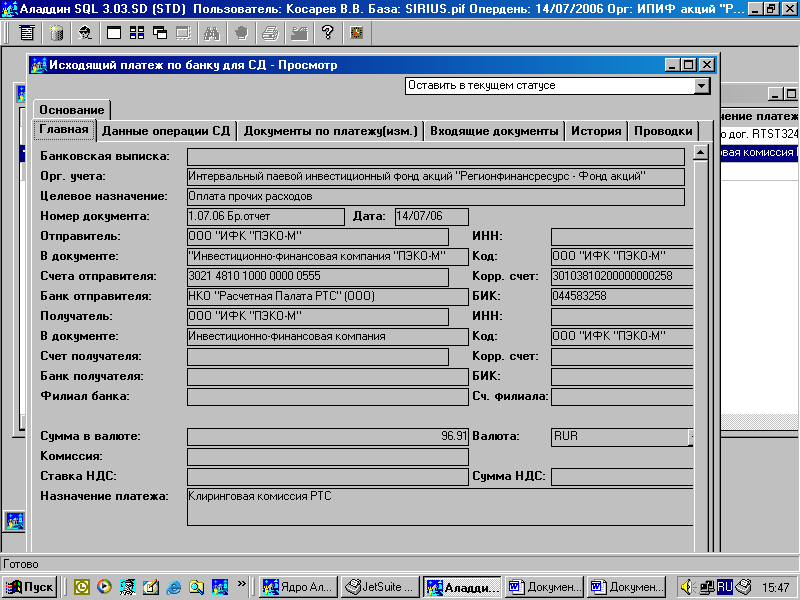 Аладдин SQL 3.03.SD (STD) Пользователь: Косарев В.В. База: SIRIUS.pif Опердень: 14/07/2006 Орг: ИПИФ акций "Р...
Исходящий платеж по банку для СД - Просмотр
Оставить в текущем статусе
Основание
Главная Данные операции СД Документы по платежу(изм.) Входящие документы История Проводки
чение платеж
о дог. RTST324
овая комиссия
Банковская выписка:
Орг. учета: Интервальный паевой инвестиционный фонд акций "Регионфинансресурс - Фонд акций"
Целевое назначение: Оплата прочих расходов
Номер документа: 1.07.06 Бр.отчет Дата: 14/07/06
Отправитель: ООО "ИФК "ПЭКО-М" ИНН:
В документе: "Инвестиционно-финансовая компания "ПЭКО-М" Код: ООО "ИФК "ПЭКО-М"
Счета отправителя: 3021 4810 1000 0000 0555 Корр. счет: 30103810200000000258
Банк отправителя: НКО "Расчетная Палата РТС" (ООО) БИК: 044583258
Получатель: ООО "ИФК "ПЭКО-М" ИНН:
В документе: Инвестиционно-финансовая компания Код: ООО "ИФК "ПЭКО-М"
Счет получателя: Корр. счет:
Банк получателя: БИК:
Филиал банка: Сч. филиала:
Сумма в валюте: 96.91 Валюта: RUR
Комиссия:
Ставка НДС: Сумма НДС:
Назначение платежа: Клиринговая комиссия РТС
Готово
Пуск » Ядро Ал... JetSuite ... Аладди... Документ... Документ... RU 15:47